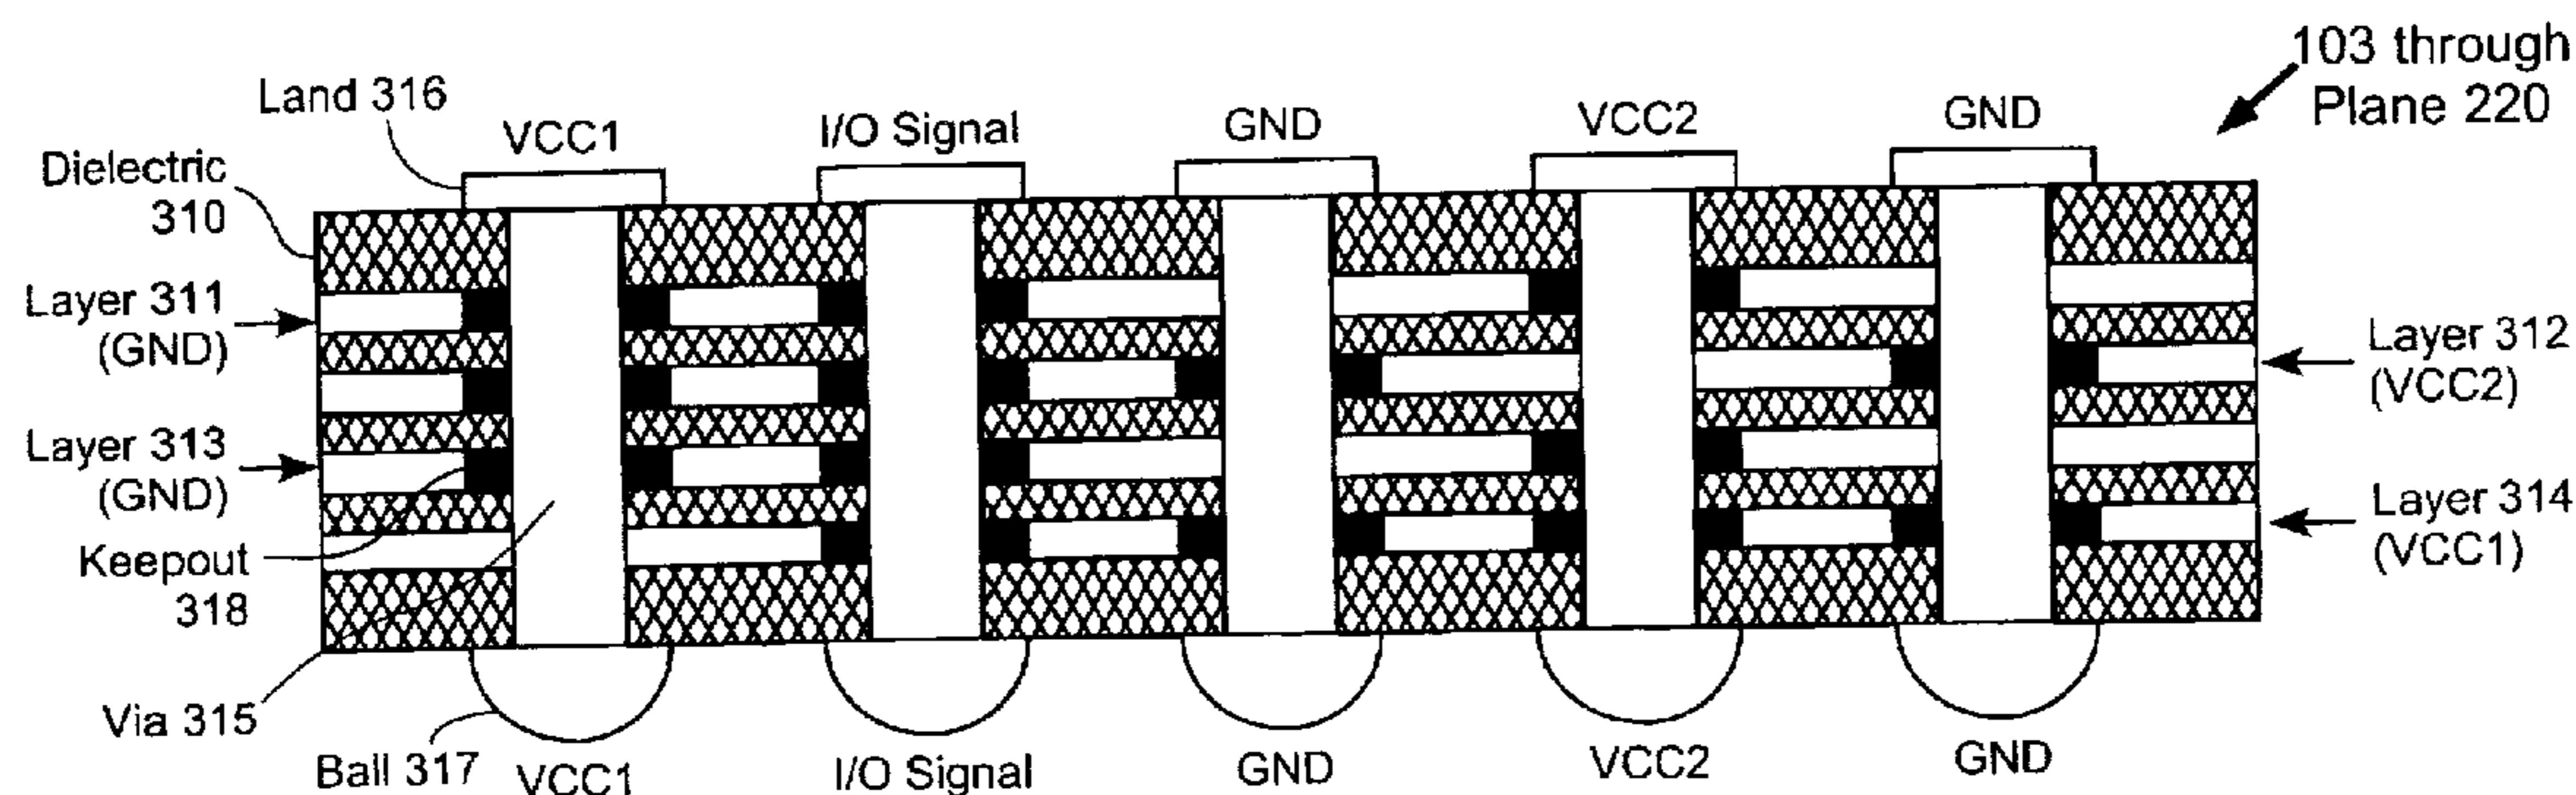 103 through
Plane 220
Land 316
VCC1
I/O Signal
GND
VCC2
GND
Dielectric
310
Layer 311
(GND)
Layer 312
(VCC2)
Layer 313
(GND)
Layer 314
(VCC1)
Keepout
318
Via 315
Ball 317
VCC1
I/O Signal
GND
VCC2
GND